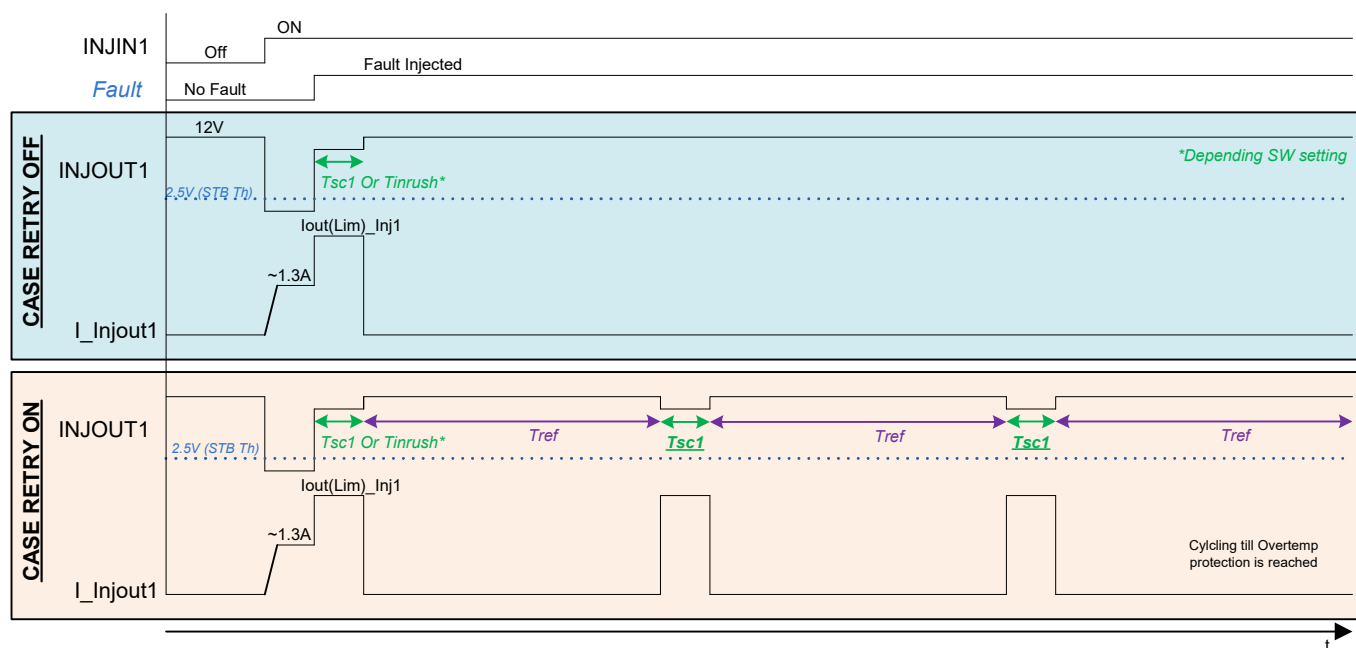 INJIN1
Off
ON
Fault
No Fault
Fault Injected
CASE RETRY OFF
12V
INJOUT1
*Depending SW setting
Tsc1 Or Tinrush*
2.5V (STB Th)
Iout(Lim)_Inj1
~1.3A
I_Injout1
CASE RETRY ON
INJOUT1
Tsc1 Or Tinrush*
Tref
Tsc1
Tref
Tsc1
Tref
2.5V (STB Th)
Iout(Lim)_Inj1
~1.3A
Cylcling till Overtemp
protection is reached
I_Injout1
t